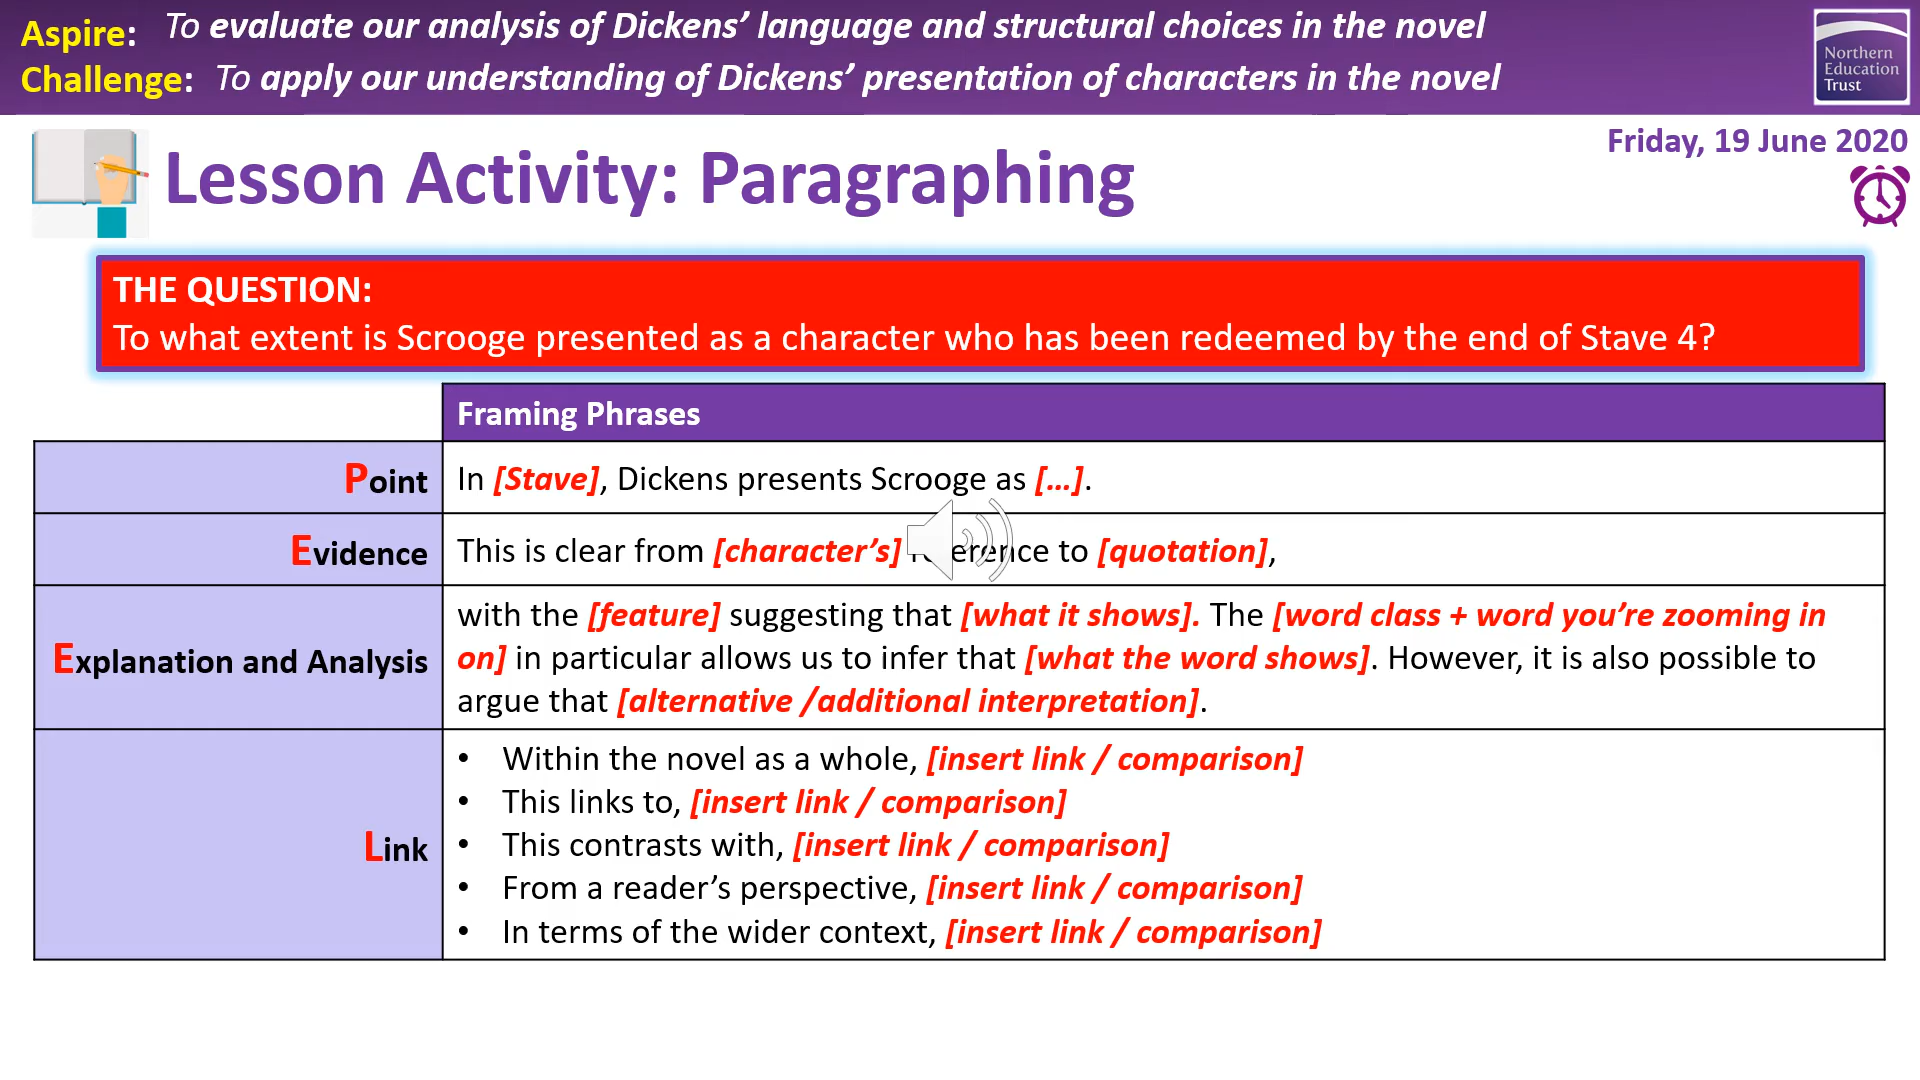 Aspire: To evaluate our analysis of Dickens’ language and structural choices in the novel
Challenge: To apply our understanding of Dickens’ presentation of characters in the novel
Northern
Education
Trust
Friday, 19 June 2020
Lesson Activity: Paragraphing
THE QUESTION:
To what extent is Scrooge presented as a character who has been redeemed by the end of Stave 4?
Framing Phrases
Point
In [Stave], Dickens presents Scrooge as [...].
Evidence
This is clear from [character’s] reference to [quotation],
Explanation and Analysis
with the [feature] suggesting that [what it shows]. The [word class + word you’re zooming in
on] in particular allows us to infer that [what the word shows]. However, it is also possible to
argue that [alternative /additional interpretation].
Link
• Within the novel as a whole, [insert link / comparison]
• This links to, [insert link / comparison]
• This contrasts with, [insert link / comparison]
• From a reader’s perspective, [insert link / comparison]
• In terms of the wider context, [insert link / comparison]